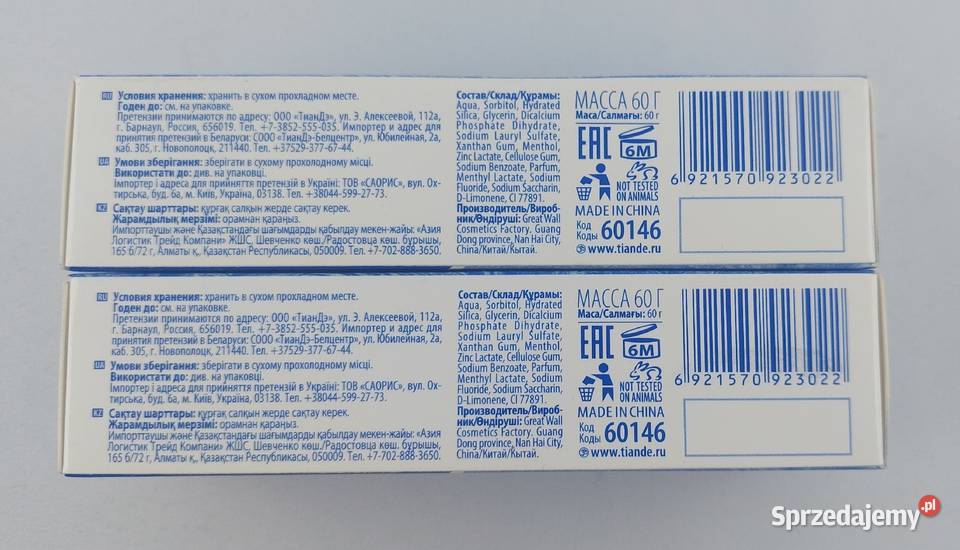 RU Условия хранения: хранить в сухом прохладном месте.
Годен до: см. на упаковке.
Претензии принимаются по адресу: ООО «ТианДэ», ул. Э. Алексеевой, 112а,
г. Барнаул, Россия, 656019. Тел. +7-3852-555-035. Импортер и адрес для
принятия претензий в Беларуси: СООО «ТианДэ-Белцентр», ул. Юбилейная, 2а,
каб. 305, г. Новополоцк, 211440. Тел. +37529-377-67-44.
UA Умови зберігання: зберігати в сухому прохолодному місці.
Використати до: див. на упаковці.
Імпортер і адреса для прийняття претензій в Україні: ТОВ «САОРИС», вул. Ох-
тирська, буд. 6а, м. Київ, Україна, 03138. Тел. +38044-599-27-73.
KZ Сақтау шарттары: құрғақ салқын жерде сақтау керек.
Жарамдылық мерзімі: орамнан қараңыз.
Импорттаушы және Қазақстандағы шағымдарды қабылдау мекен-жайы: «Азия
Логистик Трейд Компани» ЖШС, Шевченко көш./Радостовца көш. бурышы,
165 б/72 г, Алматы қ., Қазақстан Республикасы, 050009. Тел. +7-702-888-3650.
Состав/Склад/Құрамы:
Aqua, Sorbitol, Hydrated
Silica, Glycerin, Dicalcium
Phosphate Dihydrate,
Sodium Lauryl Sulfate,
Xanthan Gum, Menthol,
Zinc Lactate, Cellulose Gum,
Sodium Benzoate, Parfum,
Menthyl Lactate, Sodium
Fluoride, Sodium Saccharin,
D-Limonene, CI 77891.
Производитель/Вироб-
ник/Өндіруші: Great Wall
Cosmetics Factory. Guang
Dong province, Nan Hai City,
China/Китай/Қытай.
МАССА 60 Г
Маса/Салмағы: 60 г
EAC 6M
NOT TESTED
ON ANIMALS
MADE IN CHINA
Код
Коды 60146
www.tiande.ru
6 921570 923022
RU Условия хранения: хранить в сухом прохладном месте.
Годен до: см. на упаковке.
Претензии принимаются по адресу: ООО «ТианДэ», ул. Э. Алексеевой, 112а,
г. Барнаул, Россия, 656019. Тел. +7-3852-555-035. Импортер и адрес для
принятия претензий в Беларуси: СООО «ТианДэ-Белцентр», ул. Юбилейная, 2а,
каб. 305, г. Новополоцк, 211440. Тел. +37529-377-67-44.
UA Умови зберігання: зберігати в сухому прохолодному місці.
Використати до: див. на упаковці.
Імпортер і адреса для прийняття претензій в Україні: ТОВ «САОРИС», вул. Ох-
тирська, буд. 6а, м. Київ, Україна, 03138. Тел. +38044-599-27-73.
KZ Сақтау шарттары: құрғақ салқын жерде сақтау керек.
Жарамдылық мерзімі: орамнан қараңыз.
Импорттаушы және Қазақстандағы шағымдарды қабылдау мекен-жайы: «Азия
Логистик Трейд Компани» ЖШС, Шевченко көш./Радостовца көш. бурышы,
165 б/72 г, Алматы қ., Қазақстан Республикасы, 050009. Тел. +7-702-888-3650.
Состав/Склад/Құрамы:
Aqua, Sorbitol, Hydrated
Silica, Glycerin, Dicalcium
Phosphate Dihydrate,
Sodium Lauryl Sulfate,
Xanthan Gum, Menthol,
Zinc Lactate, Cellulose Gum,
Sodium Benzoate, Parfum,
Menthyl Lactate, Sodium
Fluoride, Sodium Saccharin,
D-Limonene, CI 77891.
Производитель/Вироб-
ник/Өндіруші: Great Wall
Cosmetics Factory. Guang
Dong province, Nan Hai City,
China/Китай/Қытай.
МАССА 60 Г
Маса/Салмағы: 60 г
EAC 6M
NOT TESTED
ON ANIMALS
MADE IN CHINA
Код
Коды 60146
www.tiande.ru
6 921570 923022
Sprzedajemy.pl